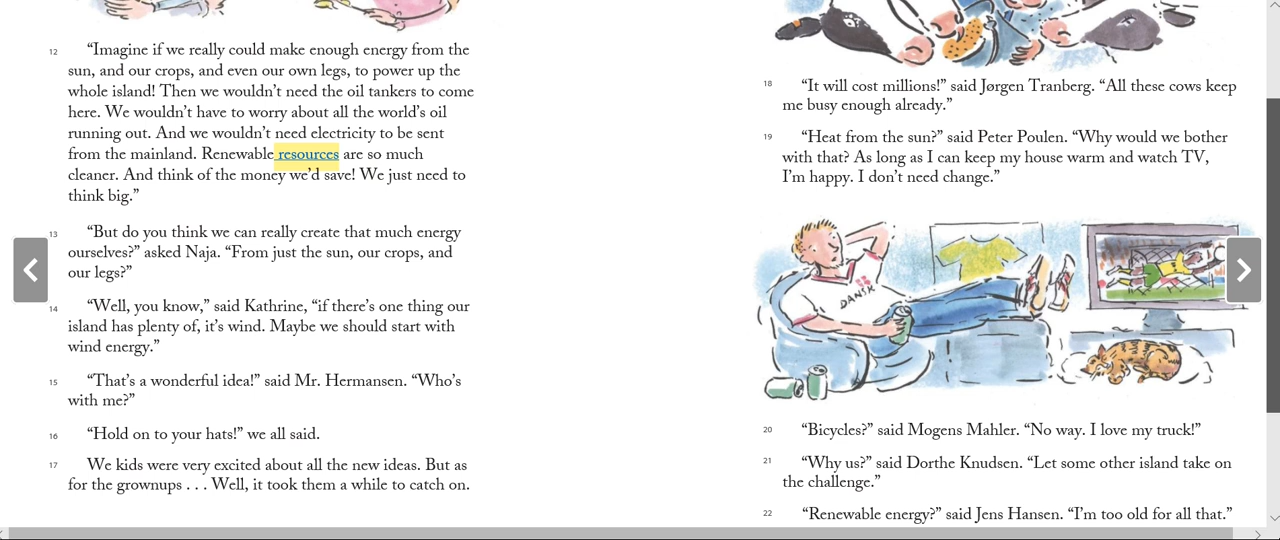 12 “Imagine if we really could make enough energy from the
sun, and our crops, and even our own legs, to power up the
whole island! Then we wouldn’t need the oil tankers to come
here. We wouldn’t have to worry about all the world’s oil
running out. And we wouldn’t need electricity to be sent
from the mainland. Renewable resources are so much
cleaner. And think of the money we’d save! We just need to
think big.”
13 “But do you think we can really create that much energy
ourselves?” asked Naja. “From just the sun, our crops, and
our legs?”
14 “Well, you know,” said Kathrine, “if there’s one thing our
island has plenty of, it’s wind. Maybe we should start with
wind energy.”
15 “That’s a wonderful idea!” said Mr. Hermansen. “Who’s
with me?”
16 “Hold on to your hats!” we all said.
17 We kids were very excited about all the new ideas. But as
for the grownups . . . Well, it took them a while to catch on.
18 “It will cost millions!” said Jørgen Tranberg. “All these cows keep
me busy enough already.”
19 “Heat from the sun?” said Peter Poulen. “Why would we bother
with that? As long as I can keep my house warm and watch TV,
I’m happy. I don’t need change.”
DANSK
20 “Bicycles?” said Mogens Mahler. “No way. I love my truck!”
21 “Why us?” said Dorthe Knudsen. “Let some other island take on
the challenge.”
22 “Renewable energy?” said Jens Hansen. “I’m too old for all that.”